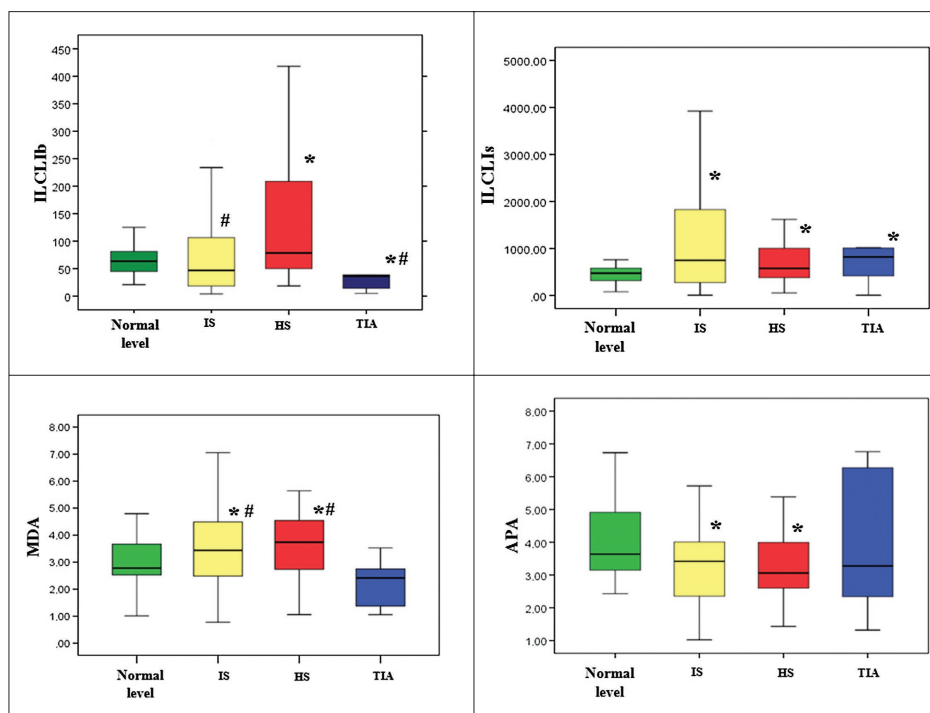 ILCLIb
450
400
350
300
250
200
150
100
50
0
*
#
*#
Normal level
IS
HS
TIA
ILCLIs
5000.00
4000.00
3000.00
2000.00
1000.00
.00
*
*
*
Normal level
IS
HS
TIA
MDA
8.00
7.00
6.00
5.00
4.00
3.00
2.00
1.00
.00
*#
*#
Normal level
IS
HS
TIA
APA
8.00
7.00
6.00
5.00
4.00
3.00
2.00
1.00
*
*
Normal level
IS
HS
TIA